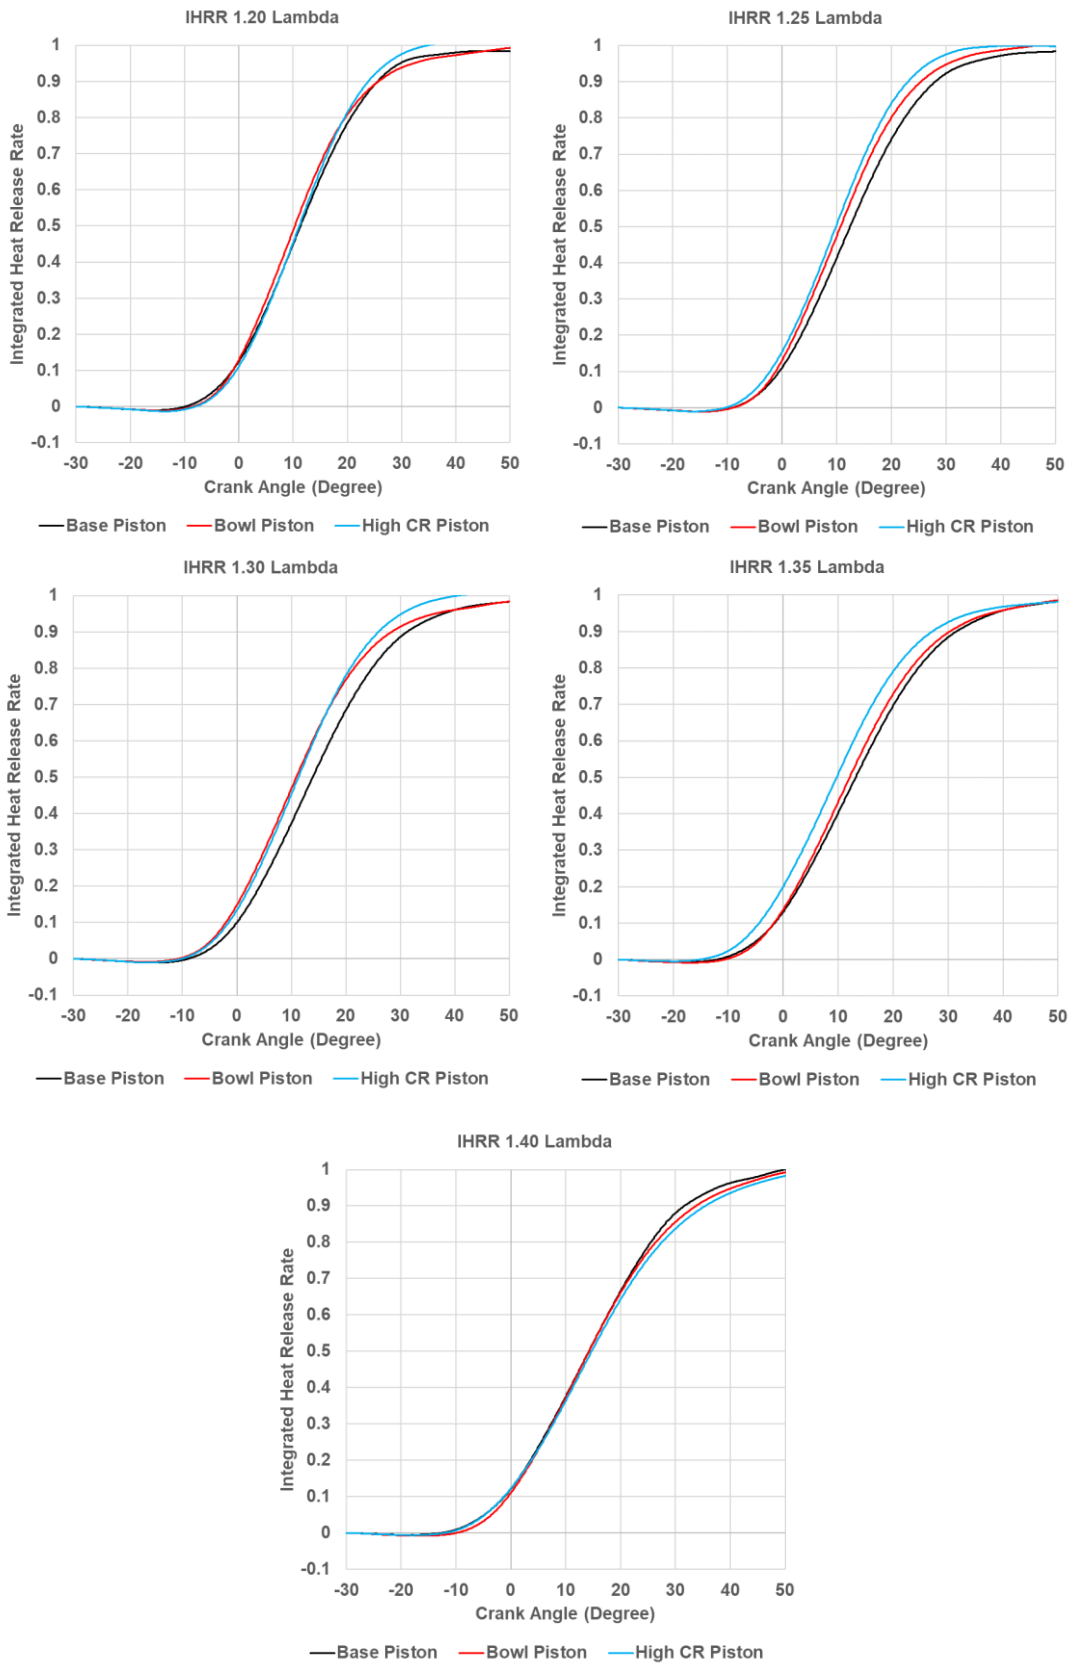 IHRR 1.20 Lambda
Integrated Heat Release Rate
1
0.9
0.8
0.7
0.6
0.5
0.4
0.3
0.2
0.1
0
-0.1
-30 -20 -10 0 10 20 30 40 50
Crank Angle (Degree)
Base Piston Bowl Piston High CR Piston
IHRR 1.25 Lambda
Integrated Heat Release Rate
1
0.9
0.8
0.7
0.6
0.5
0.4
0.3
0.2
0.1
0
-0.1
-30 -20 -10 0 10 20 30 40 50
Crank Angle (Degree)
Base Piston Bowl Piston High CR Piston
IHRR 1.30 Lambda
Integrated Heat Release Rate
1
0.9
0.8
0.7
0.6
0.5
0.4
0.3
0.2
0.1
0
-0.1
-30 -20 -10 0 10 20 30 40 50
Crank Angle (Degree)
Base Piston Bowl Piston High CR Piston
IHRR 1.35 Lambda
Integrated Heat Release Rate
1
0.9
0.8
0.7
0.6
0.5
0.4
0.3
0.2
0.1
0
-0.1
-30 -20 -10 0 10 20 30 40 50
Crank Angle (Degree)
Base Piston Bowl Piston High CR Piston
IHRR 1.40 Lambda
Integrated Heat Release Rate
1
0.9
0.8
0.7
0.6
0.5
0.4
0.3
0.2
0.1
0
-0.1
-30 -20 -10 0 10 20 30 40 50
Crank Angle (Degree)
Base Piston Bowl Piston High CR Piston